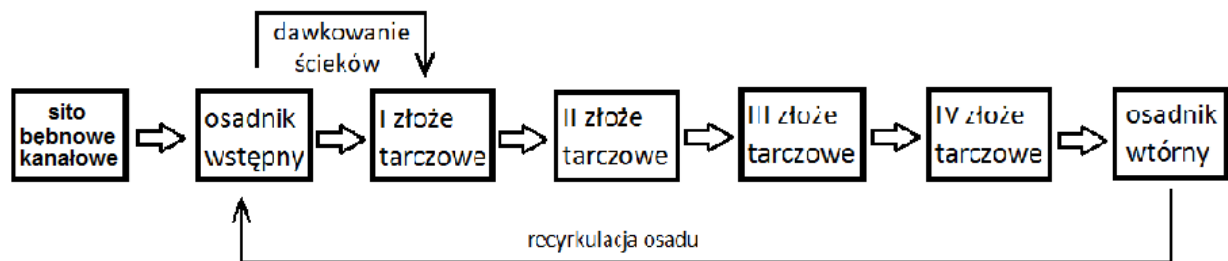 dawkowanie
ścieków
sito
bębnowe
kanałowe
osadnik
wstępny
I złoże
tarczowe
II złoże
tarczowe
III złoże
tarczowe
IV złoże
tarczowe
osadnik
wtórny
recyrkulacja osadu